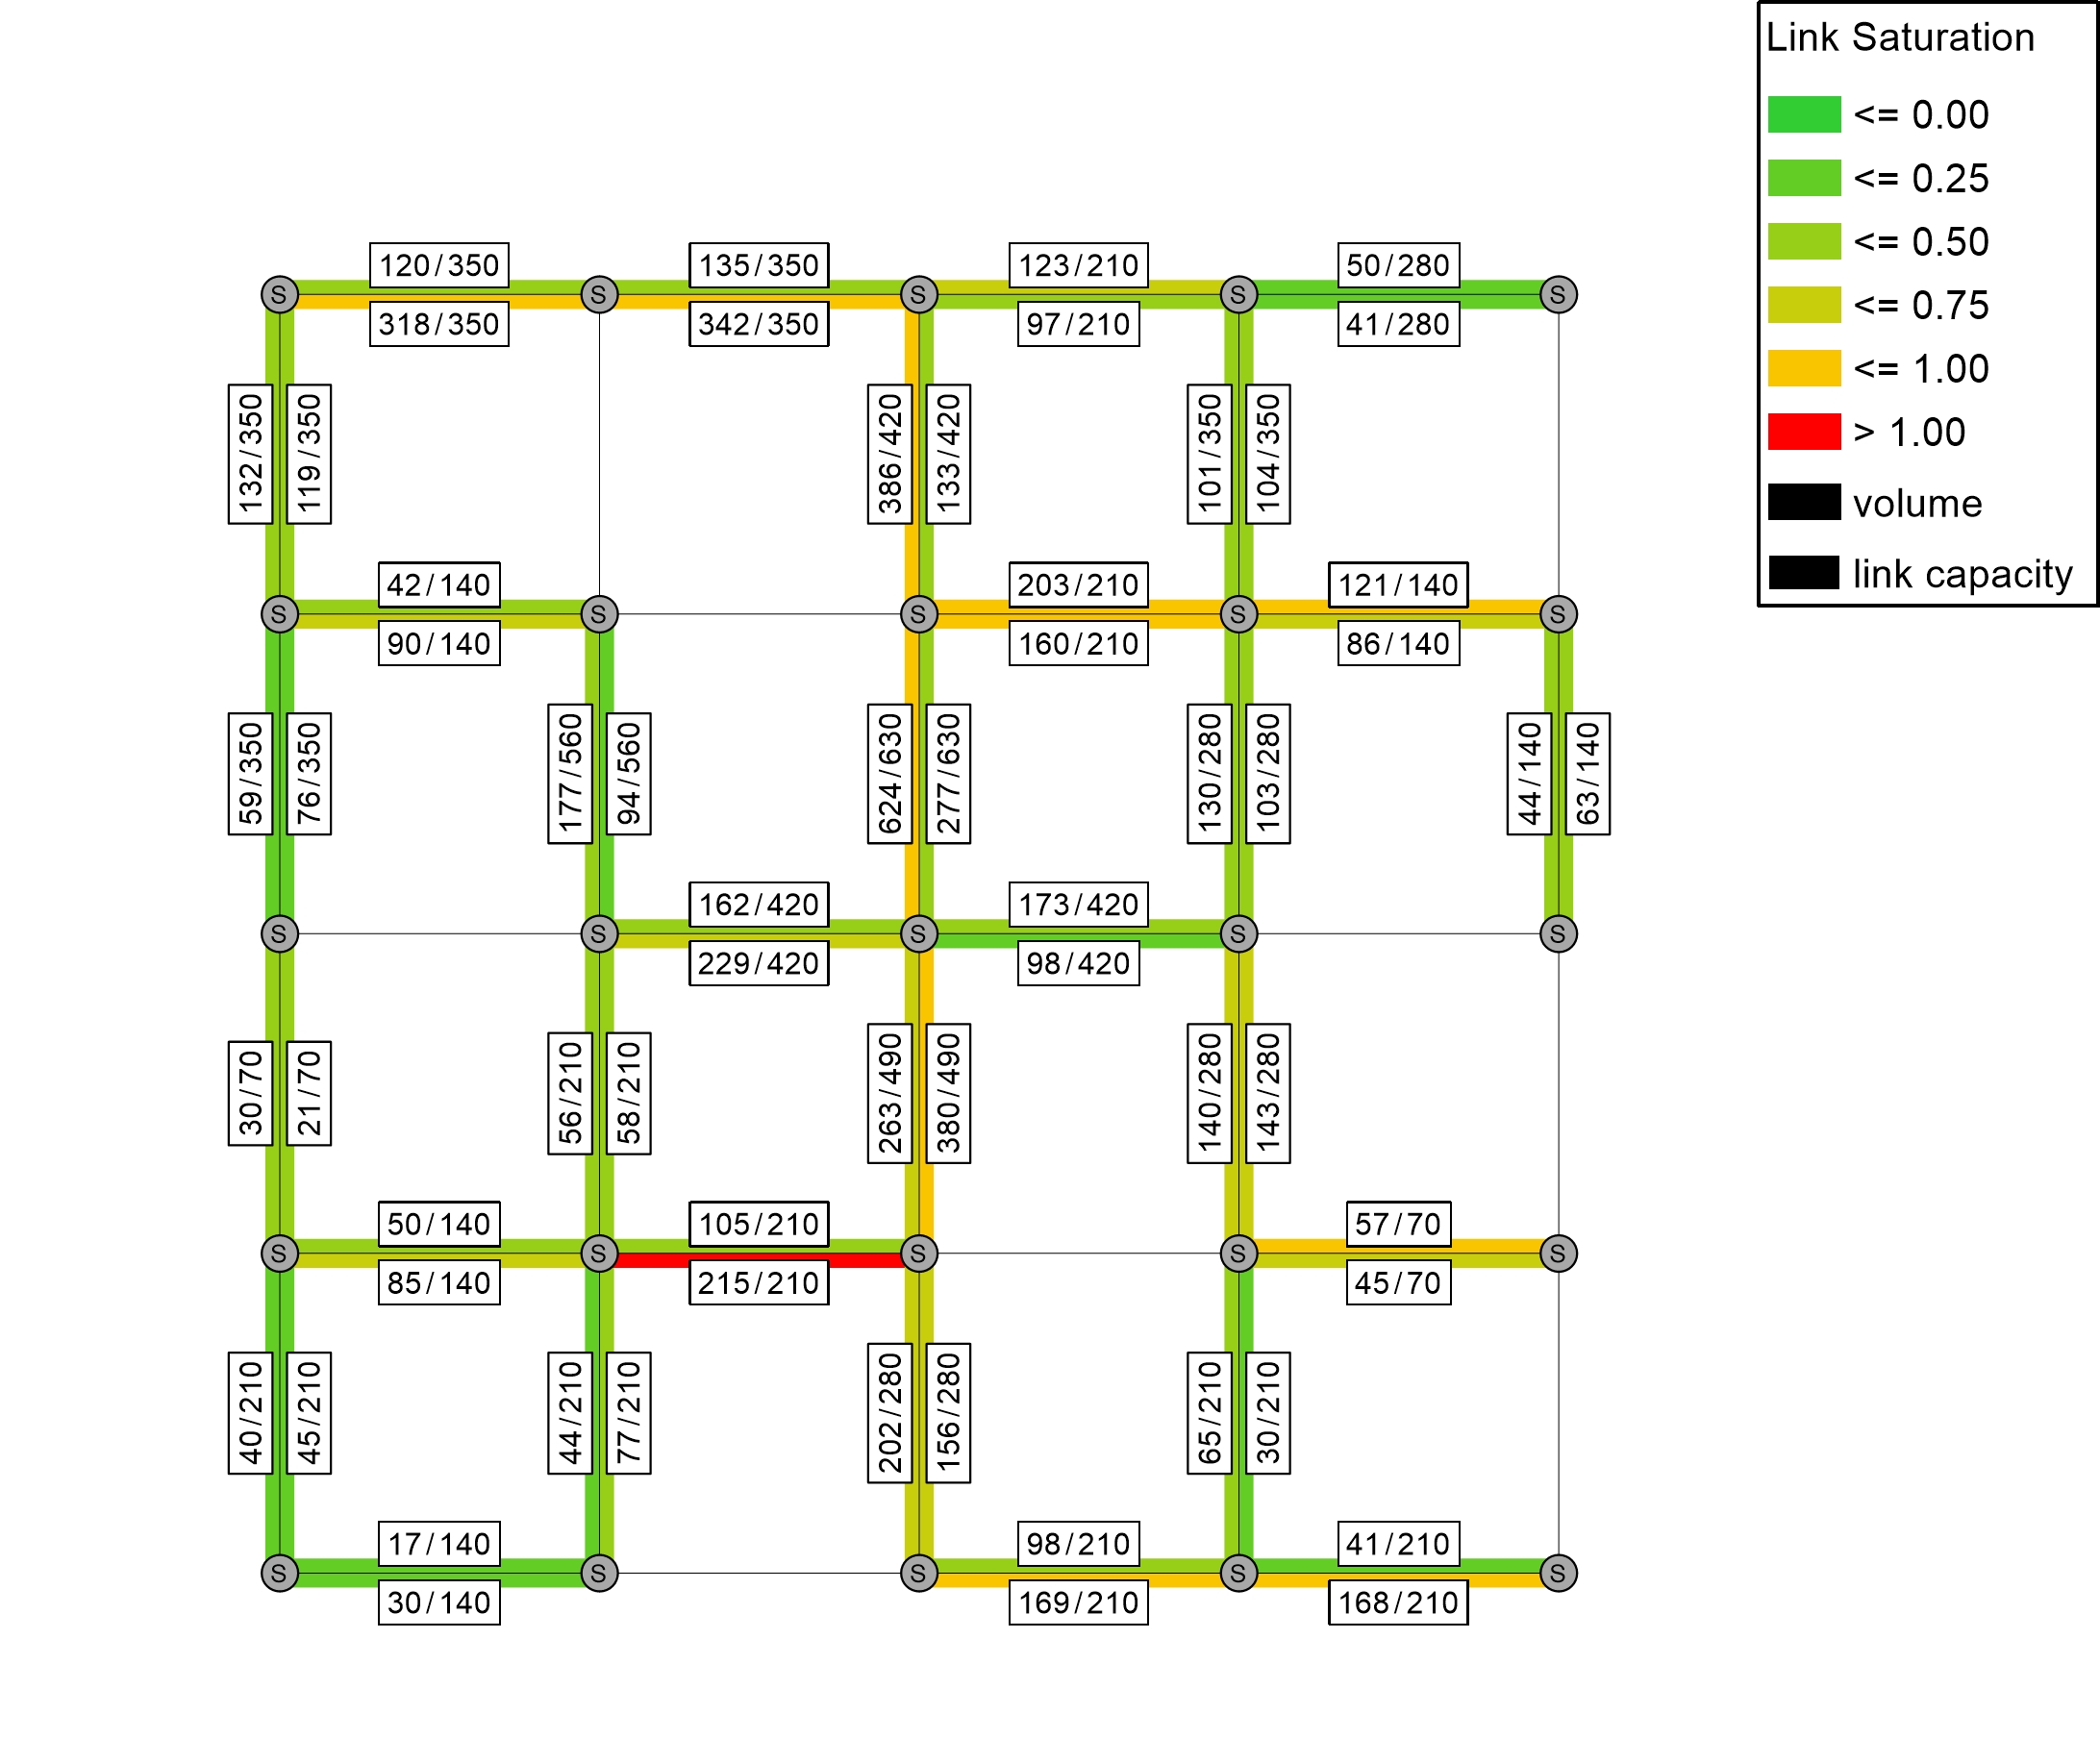 Link Saturation
<= 0.00
<= 0.25
<= 0.50
<= 0.75
<= 1.00
> 1.00
volume
link capacity
120/350
135/350
123/210
50/280
S
S
S
S
S
318/350
342/350
97/210
41/280
132/350
119/350
386/420
133/420
101/350
104/350
42/140
203/210
121/140
S
S
S
S
S
90/140
160/210
86/140
59/350
76/350
177/560
94/560
624/630
277/630
130/280
103/280
44/140
63/140
162/420
173/420
S
S
S
S
S
229/420
98/420
30/70
21/70
56/210
58/210
263/490
380/490
140/280
143/280
50/140
105/210
57/70
S
S
S
S
S
85/140
215/210
45/70
40/210
45/210
44/210
77/210
202/280
156/280
65/210
30/210
17/140
98/210
41/210
S
S
S
S
S
30/140
169/210
168/210